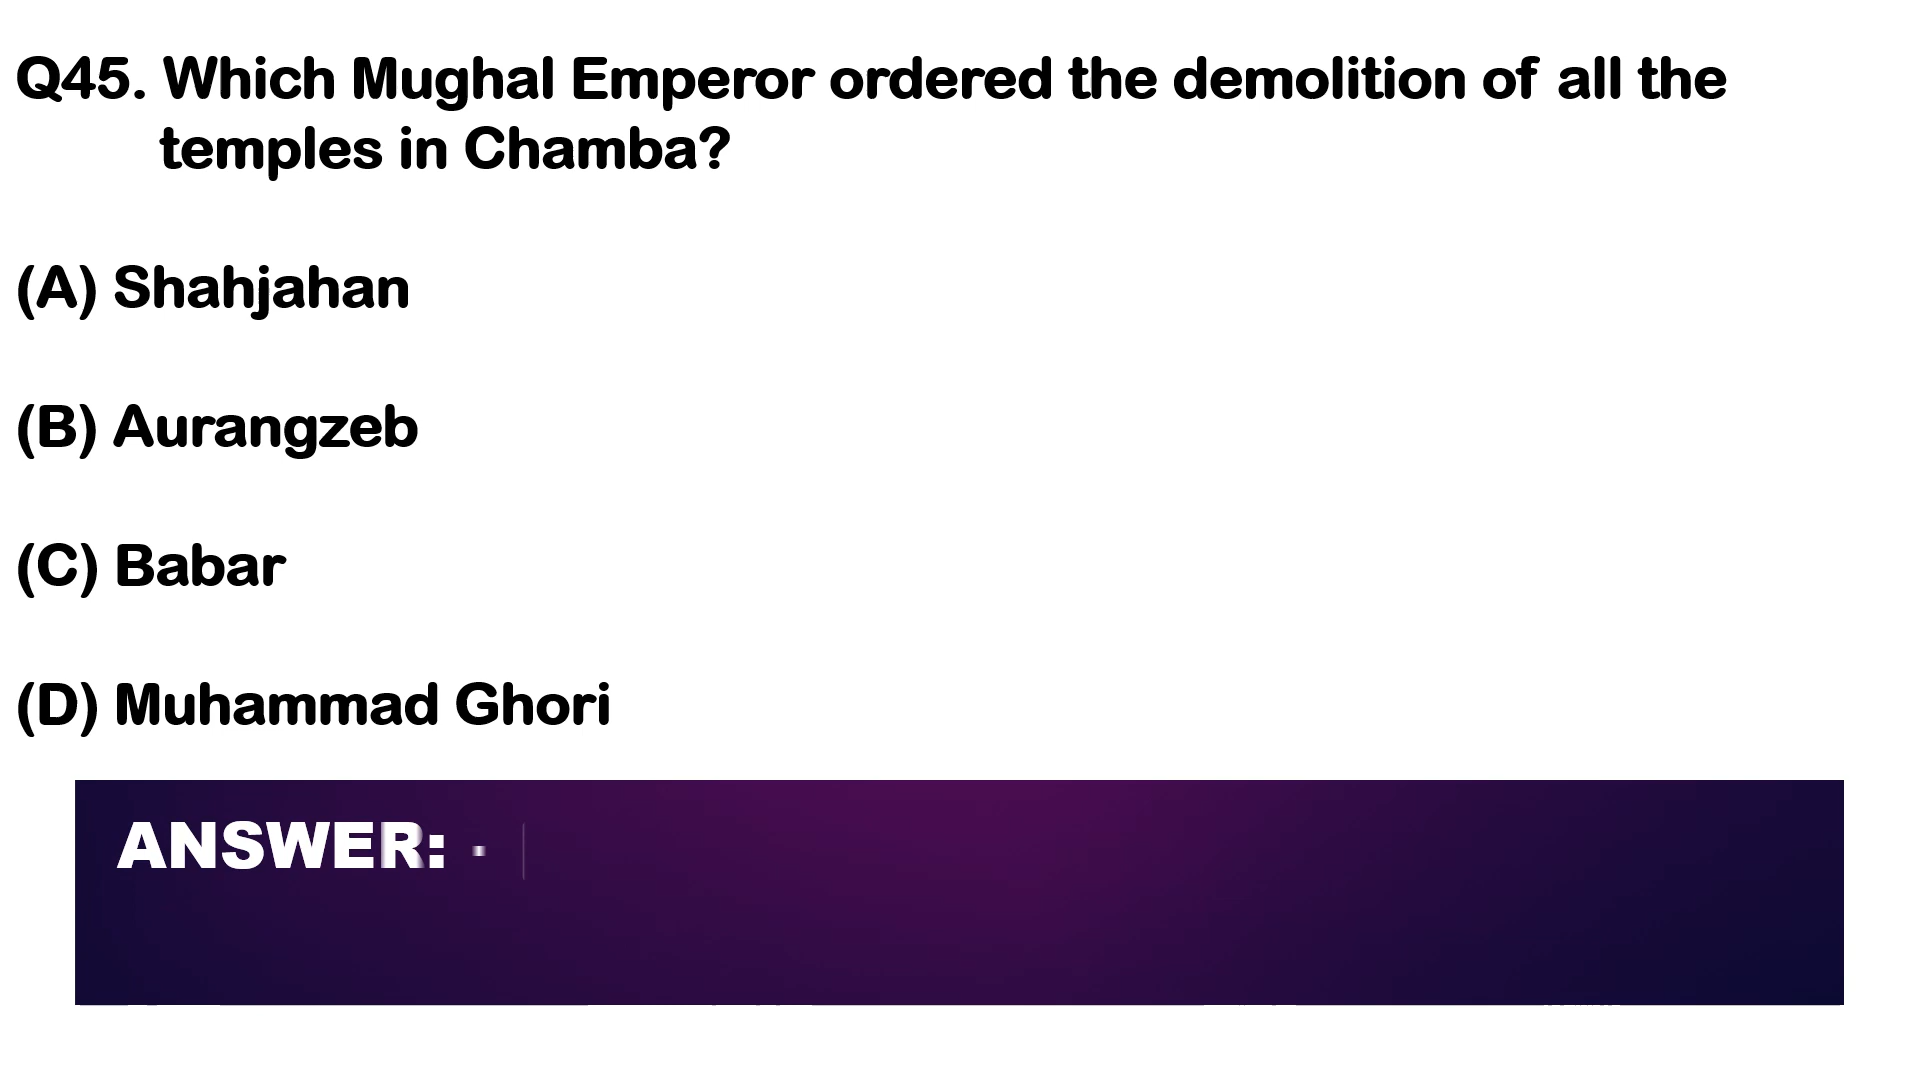 Q45. Which Mughal Emperor ordered the demolition of all the
temples in Chamba?
(A) Shahjahan
(B) Aurangzeb
(C) Babar
(D) Muhammad Ghori
ANSWER: